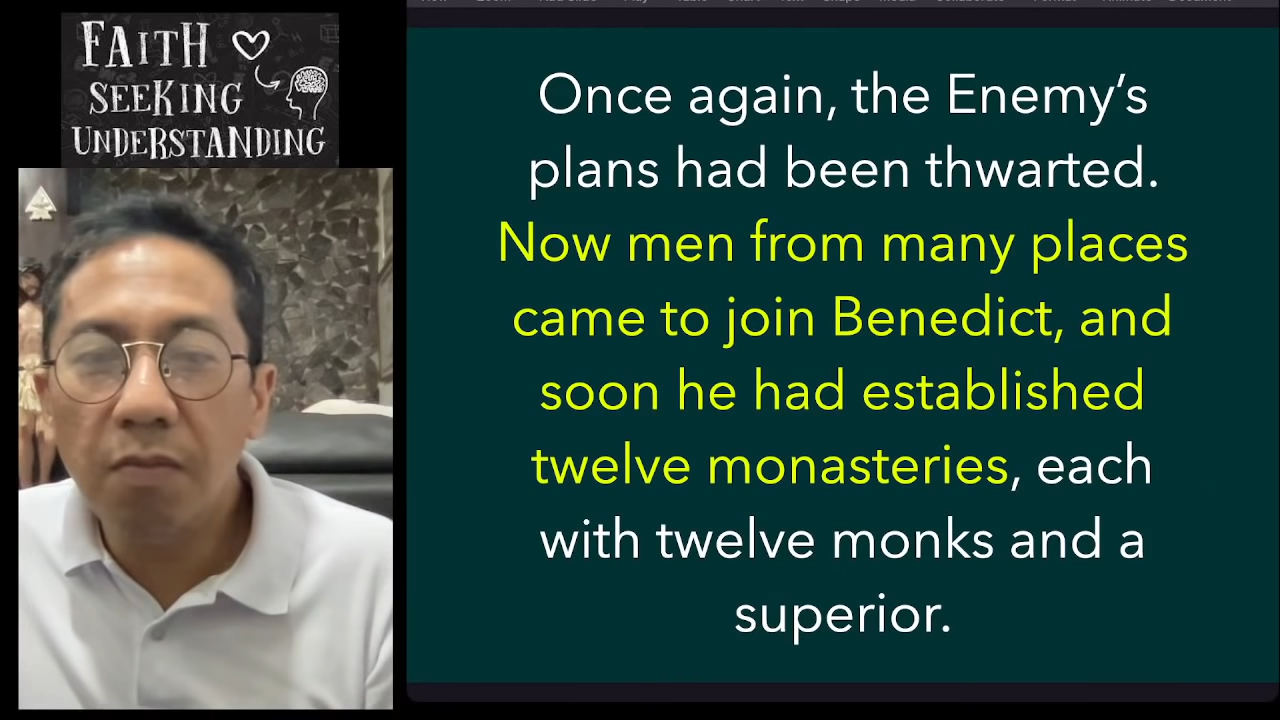 FAITH
SEEKING
UNDERSTANDING
Once again, the Enemy’s
plans had been thwarted.
Now men from many places
came to join Benedict, and
soon he had established
twelve monasteries, each
with twelve monks and a
superior.